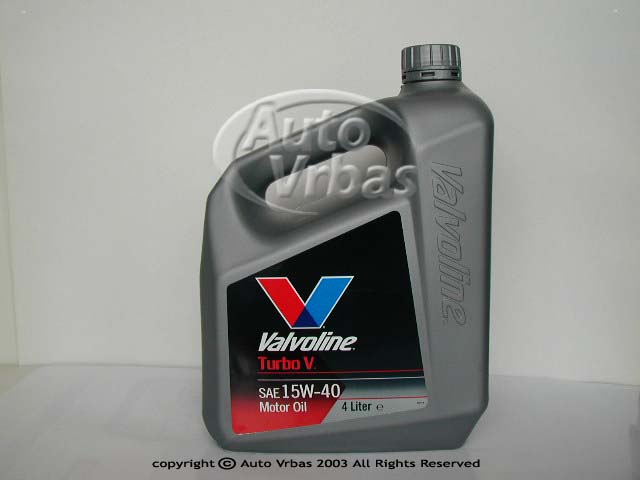 Auto
Vrbas
Valvoline
Valvoline
Turbo V
SAE 15W-40
Motor Oil
4 Liter e
copyright © Auto Vrbas 2003 All Rights Reserved